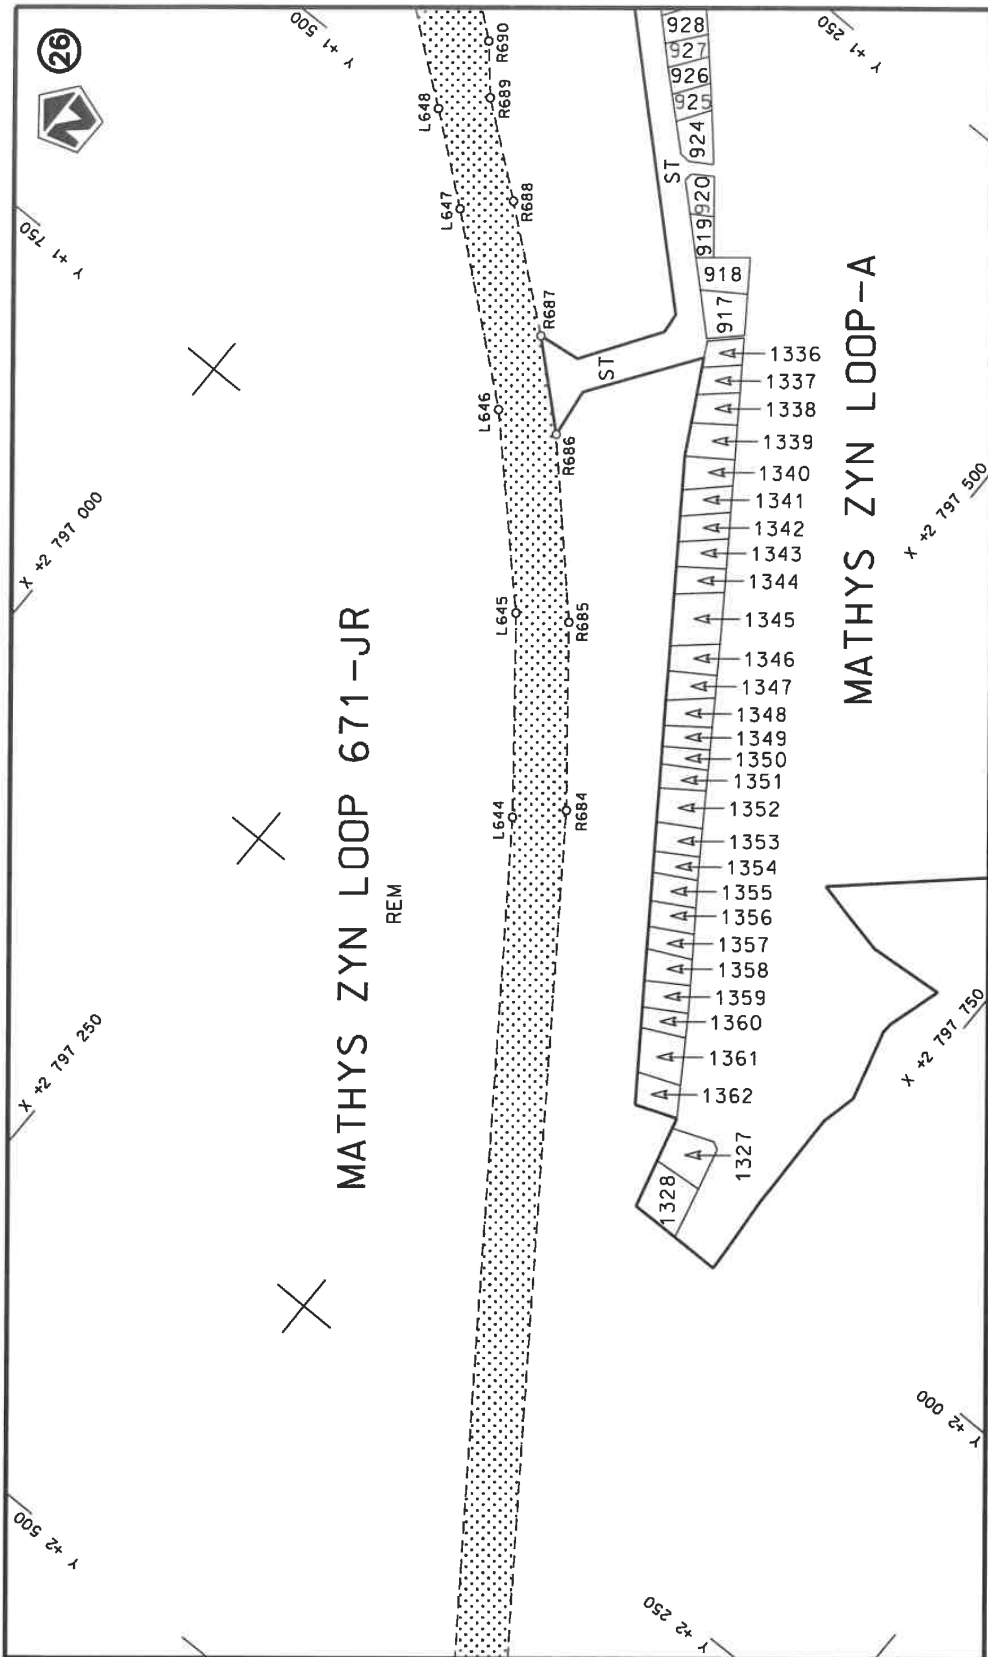 26
Y +1 500
Y +1 250
Y +1 750
L648
L647
L646
L645
L644
R690
R689
R688
R687
R686
R685
R684
ST
ST
928
927
926
925
924
920
919
918
917
1336
1337
1338
1339
1340
1341
1342
1343
1344
1345
1346
1347
1348
1349
1350
1351
1352
1353
1354
1355
1356
1357
1358
1359
1360
1361
1362
1327
1328
MATHYS ZYN LOOP 671-JR
REM
MATHYS ZYN LOOP-A
X +2 797 000
X +2 797 250
X +2 797 500
X +2 797 750
Y +2 000
Y +2 250
Y +2 500